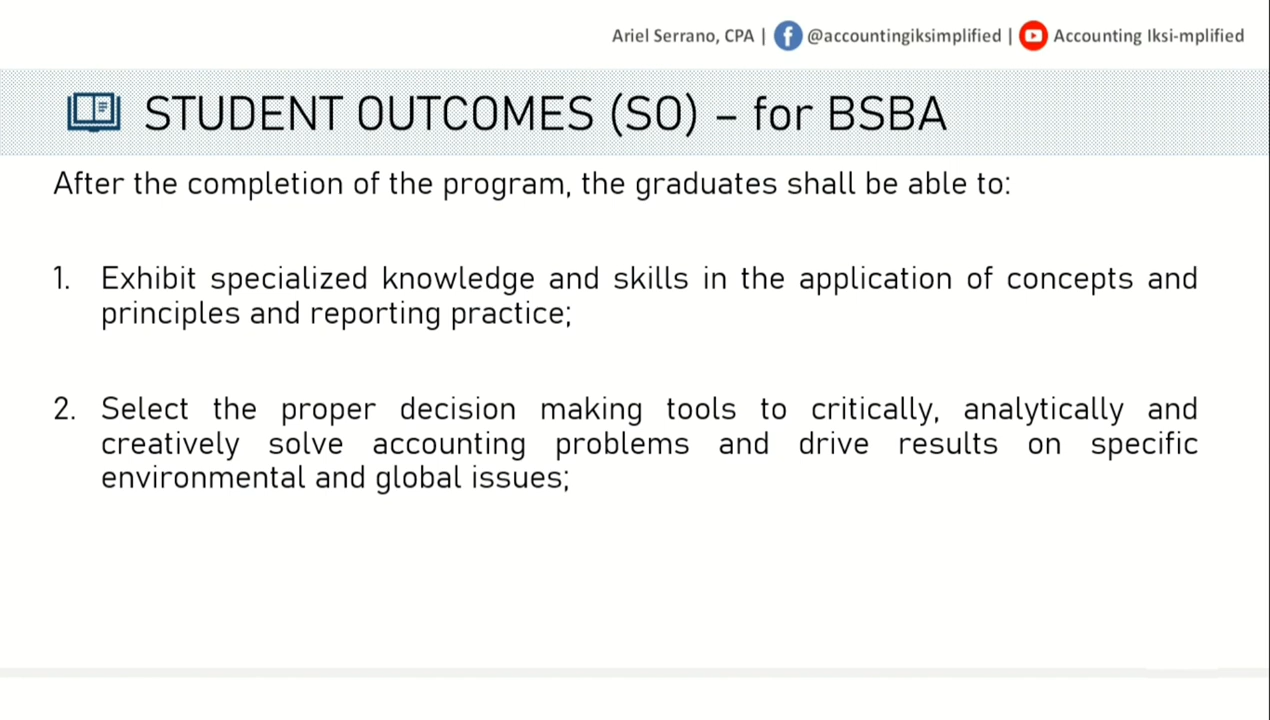 Ariel Serrano, CPA | @accountingiksimplified | Accounting Iksi-mplified
STUDENT OUTCOMES (SO) – for BSBA
After the completion of the program, the graduates shall be able to:
1. Exhibit specialized knowledge and skills in the application of concepts and
principles and reporting practice;
2. Select the proper decision making tools to critically, analytically and
creatively solve accounting problems and drive results on specific
environmental and global issues;